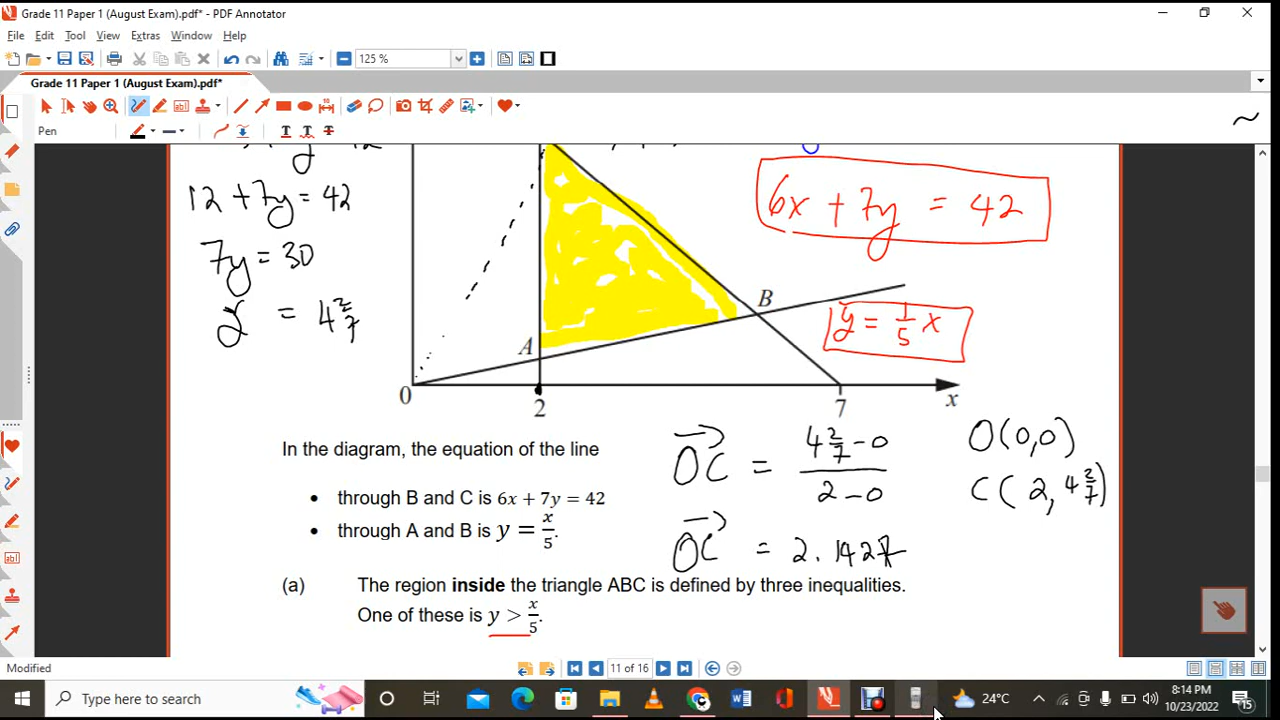 Grade 11 Paper 1 (August Exam).pdf* - PDF Annotator
File Edit Tool View Extras Window Help
125 %
Grade 11 Paper 1 (August Exam).pdf*
Pen
12 + 7y = 42
7y = 30
y = 4 2/7
6x + 7y = 42
B
y = 1/5 x
A
0
2
7
x
In the diagram, the equation of the line
• through B and C is 6x + 7y = 42
• through A and B is y = x/5.
OC = (4 2/7 - 0)/(2 - 0)
O(0,0)
C(2, 4 2/7)
OC = 2.1427
(a) The region inside the triangle ABC is defined by three inequalities.
One of these is y > x/5.
Modified
11 of 16
Type here to search
24°C
8:14 PM
10/23/2022
15